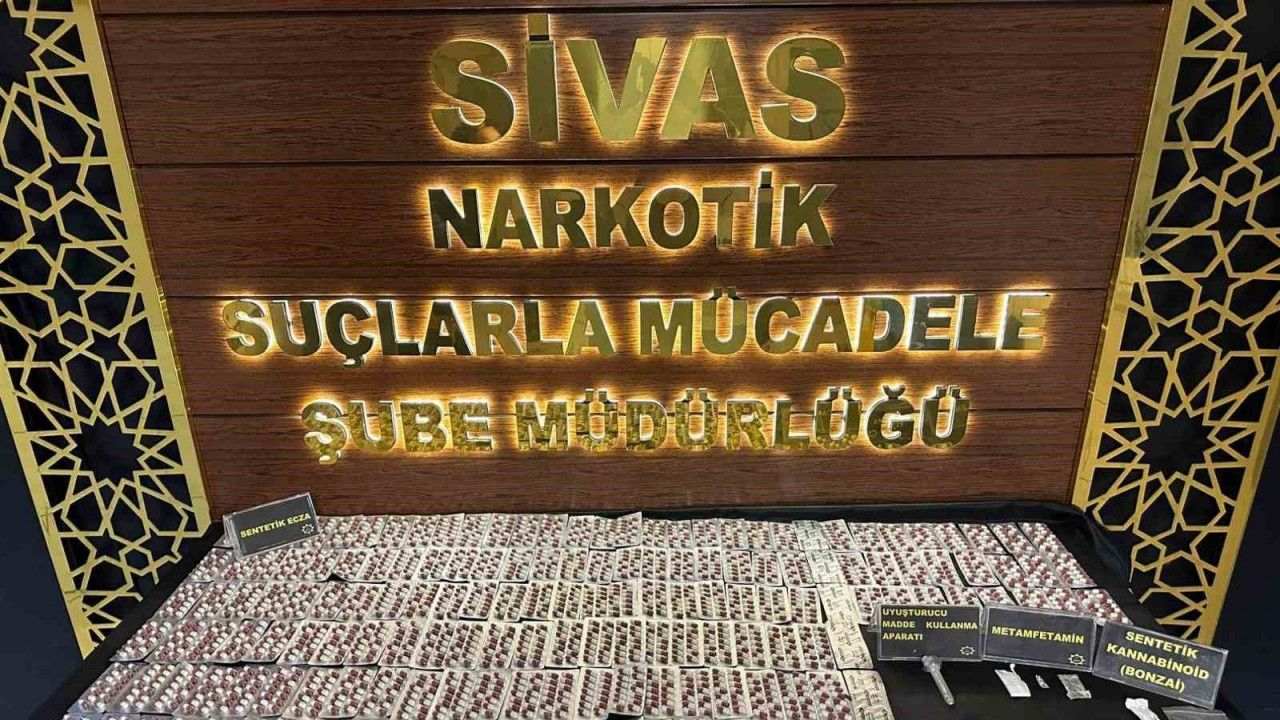 SİVAS
NARKOTİK
SUÇLARLA MÜCADELE
ŞUBE MÜDÜRLÜĞÜ
SENTETİK ECZA
UYUŞTURUCU
MADDE KULLANMA
APARATI
METAMFETAMİN
SENTETİK
KANNABİNOİD
(BONZAİ)